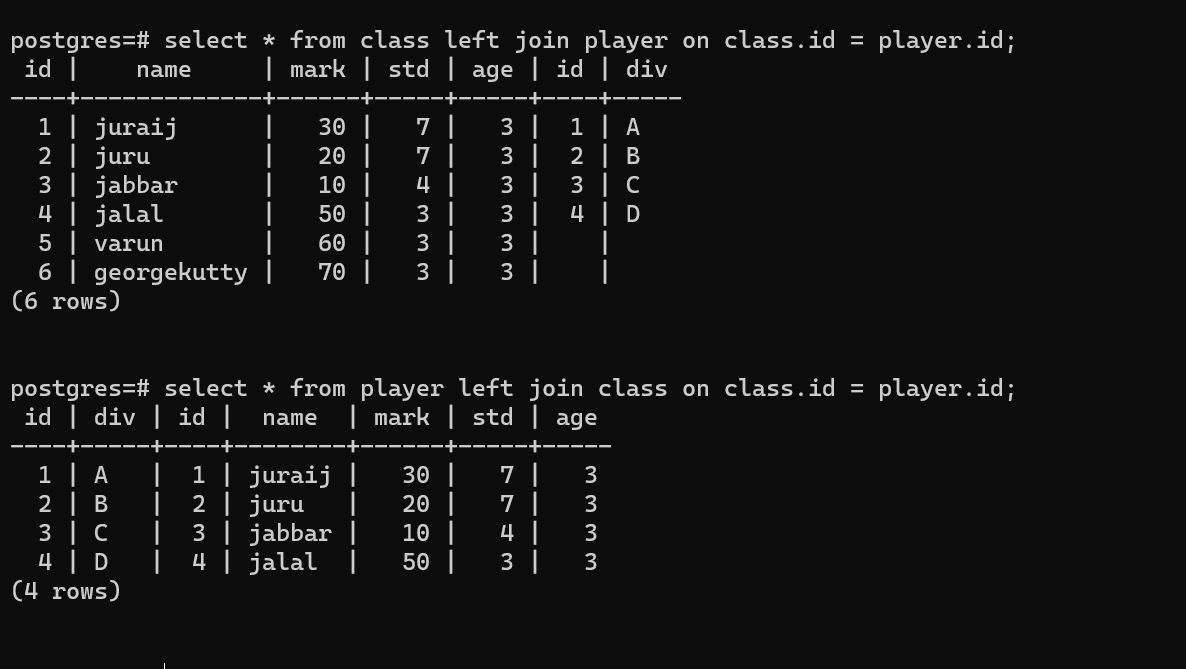 postgres=# select * from class left join player on class.id = player.id;
 id |    name     | mark | std | age | id | div
----+-------------+------+-----+-----+----+-----
  1 | juraij      |   30 |   7 |   3 |  1 | A
  2 | juru        |   20 |   7 |   3 |  2 | B
  3 | jabbar      |   10 |   4 |   3 |  3 | C
  4 | jalal       |   50 |   3 |   3 |  4 | D
  5 | varun       |   60 |   3 |   3 |    |
  6 | georgekutty |   70 |   3 |   3 |    |
(6 rows)
postgres=# select * from player left join class on class.id = player.id;
 id | div | id |  name  | mark | std | age
----+-----+----+--------+------+-----+-----
  1 | A   |  1 | juraij |   30 |   7 |   3
  2 | B   |  2 | juru   |   20 |   7 |   3
  3 | C   |  3 | jabbar |   10 |   4 |   3
  4 | D   |  4 | jalal  |   50 |   3 |   3
(4 rows)